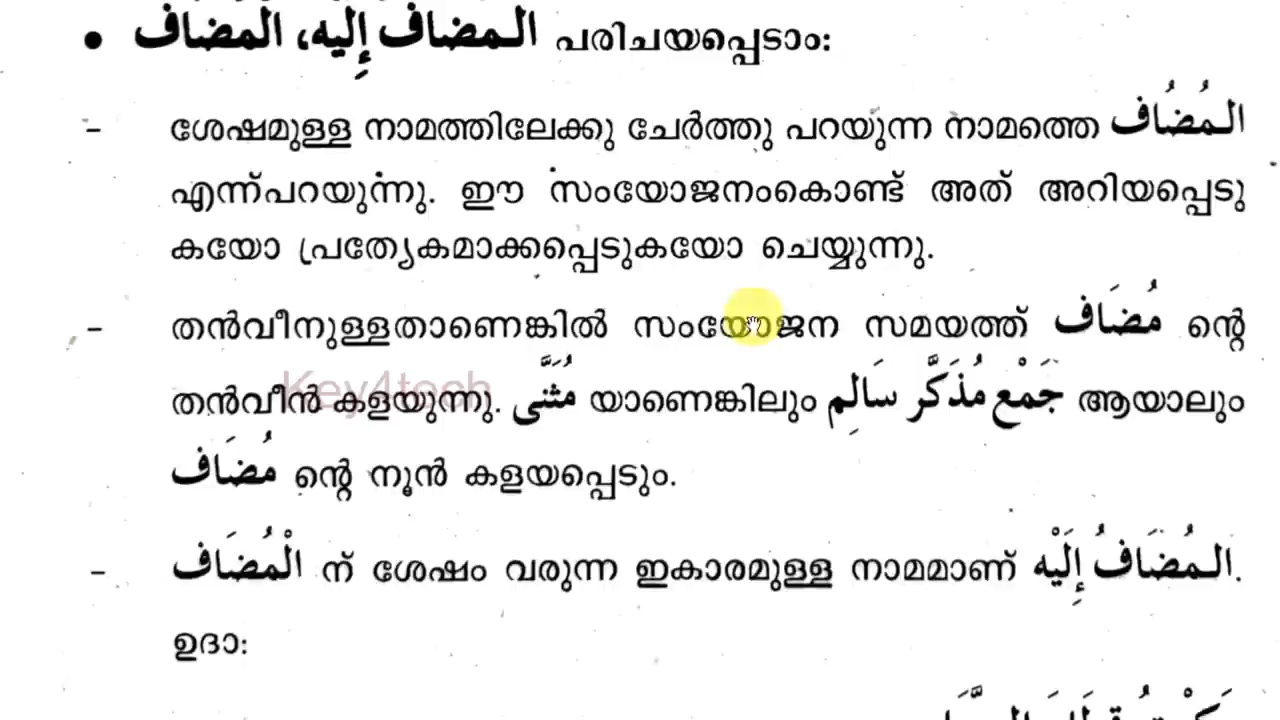 • المضاف إليه، المضاف പരിചയപ്പെടാം:
- ശേഷമുള്ള നാമത്തിലേക്കു ചേർത്തു പറയുന്ന നാമത്തെ المُضَاُف
എന്ന്പറയുന്നു. ഈ സംയോജനംകൊണ്ട് അത് അറിയപ്പെടു
കയോ പ്രത്യേകമാക്കപ്പെടുകയോ ചെയ്യുന്നു.
- തൻവീനുള്ളതാണെങ്കിൽ സംയോജന സമയത്ത് مُضَاف ന്റെ
തൻവീൻ കളയുന്നു. مُثَنَّى യാണെങ്കിലും جَمْع مُذَكَّر سَالِم ആയാലും
Key4tech
مُضَاف ന്റെ നൂൻ കളയപ്പെടും.
- الْمُضَاف ന് ശേഷം വരുന്ന ഇകാരമുള്ള നാമമാണ് المُضَافُ إِلَيْه.
ഉദാ: